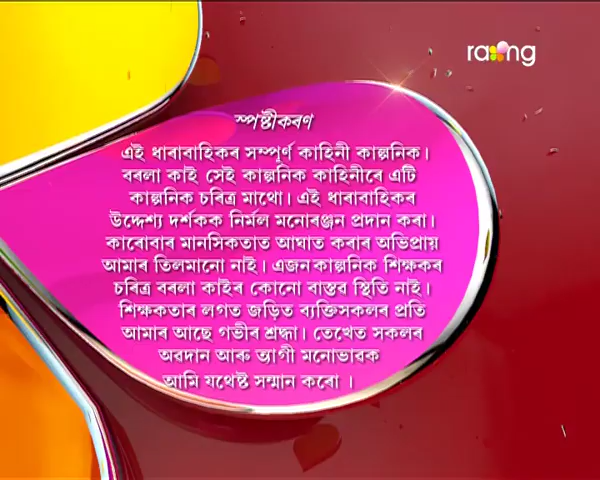 rang
স্পষ্টীকৰণ
এই ধাৰাবাহিকৰ সম্পূৰ্ণ কাহিনী কাল্পনিক।
বৰলা কাই সেই কাল্পনিক কাহিনীৰে এটি
কাল্পনিক চৰিত্ৰ মাথো। এই ধাৰাবাহিকৰ
উদ্দেশ্য দৰ্শকক নিৰ্মল মনোৰঞ্জন প্ৰদান কৰা।
কাৰোবাৰ মানসিকতাত আঘাত কৰাৰ অভিপ্ৰায়
আমাৰ তিলমানো নাই। এজন কাল্পনিক শিক্ষকৰ
চৰিত্ৰ বৰলা কাইৰ কোনো বাস্তৱ স্থিতি নাই।
শিক্ষকতাৰ লগত জড়িত ব্যক্তিসকলৰ প্ৰতি
আমাৰ আছে গভীৰ শ্ৰদ্ধা। তেখেত সকলৰ
অৱদান আৰু ত্যাগী মনোভাৱক
আমি যথেষ্ট সন্মান কৰো ।